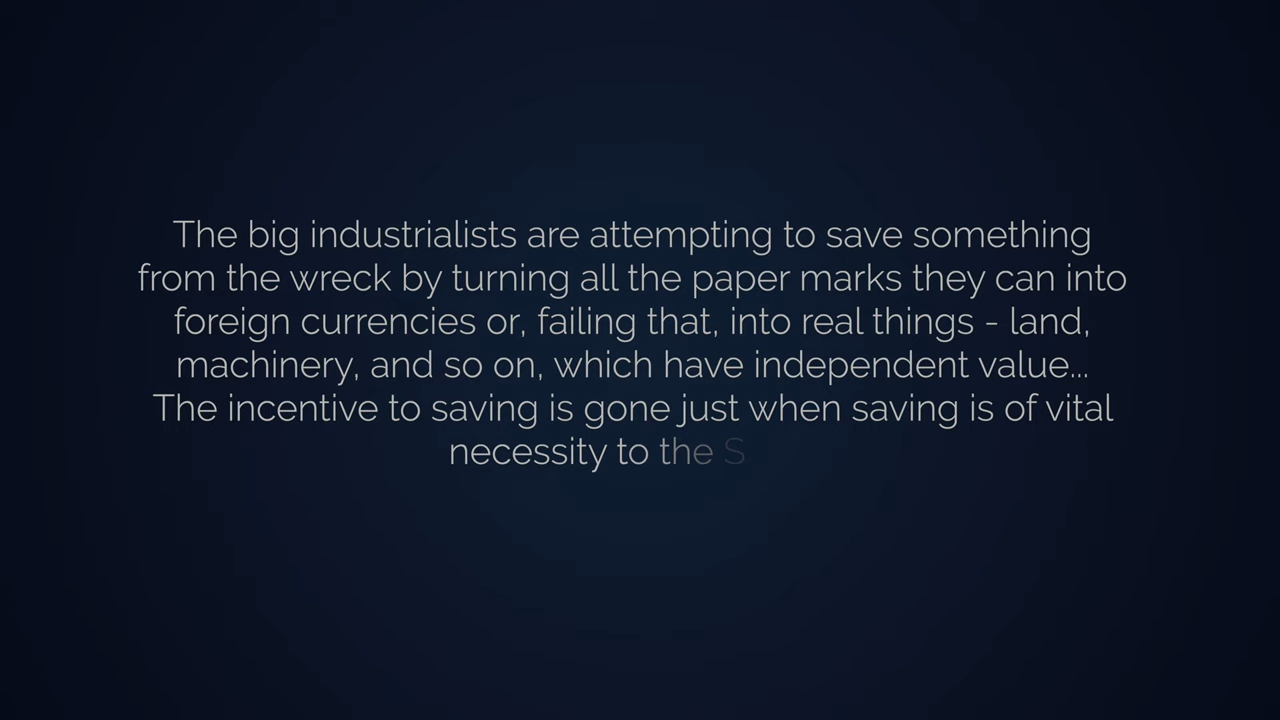 The big industrialists are attempting to save something
from the wreck by turning all the paper marks they can into
foreign currencies or, failing that, into real things - land,
machinery, and so on, which have independent value...
The incentive to saving is gone just when saving is of vital
necessity to the S